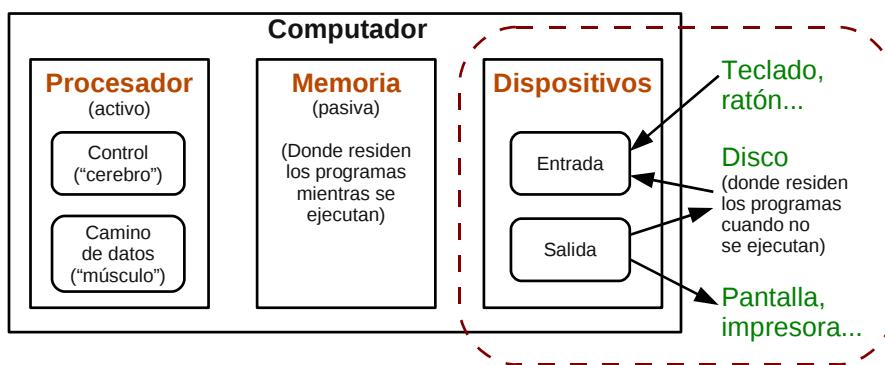 Computador
Procesador
(activo)
Control
(“cerebro”)
Camino
de datos
(“músculo”)
Memoria
(pasiva)
(Donde residen
los programas
mientras se
ejecutan)
Dispositivos
Entrada
Salida
Teclado,
ratón...
Disco
(donde residen
los programas
cuando no
se ejecutan)
Pantalla,
impresora...